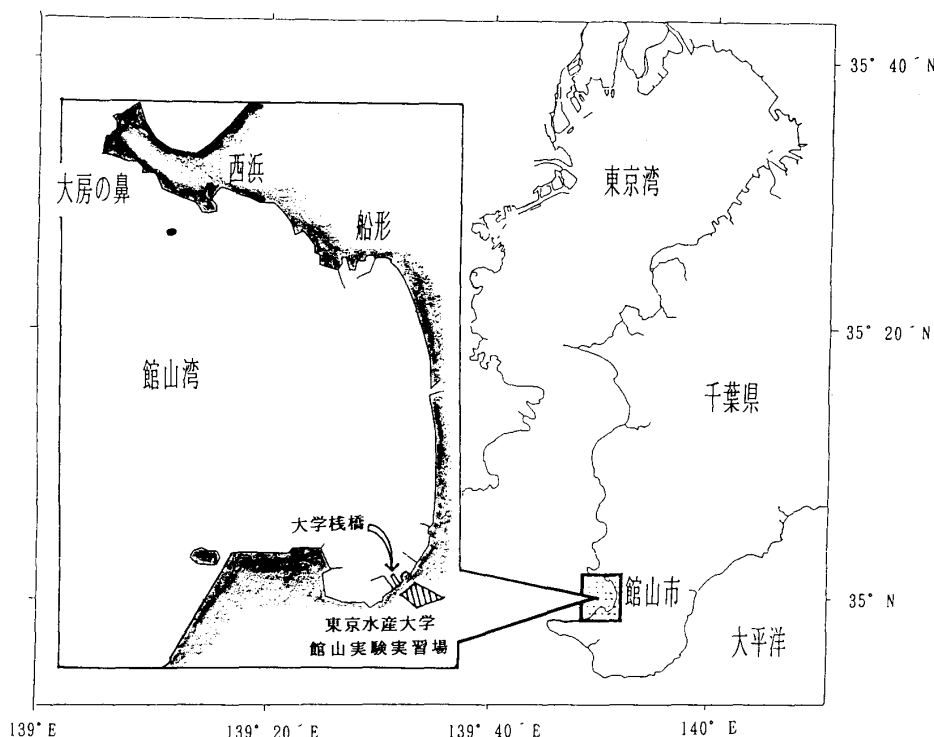 35° 40´ N
西浜
大房の鼻
東京湾
船形
35° 20´ N
館山湾
千葉県
大学桟橋
館山市
35° N
東京水産大学
館山実験実習場
大平洋
139° E
139° 20´ E
139° 40´ E
140° E